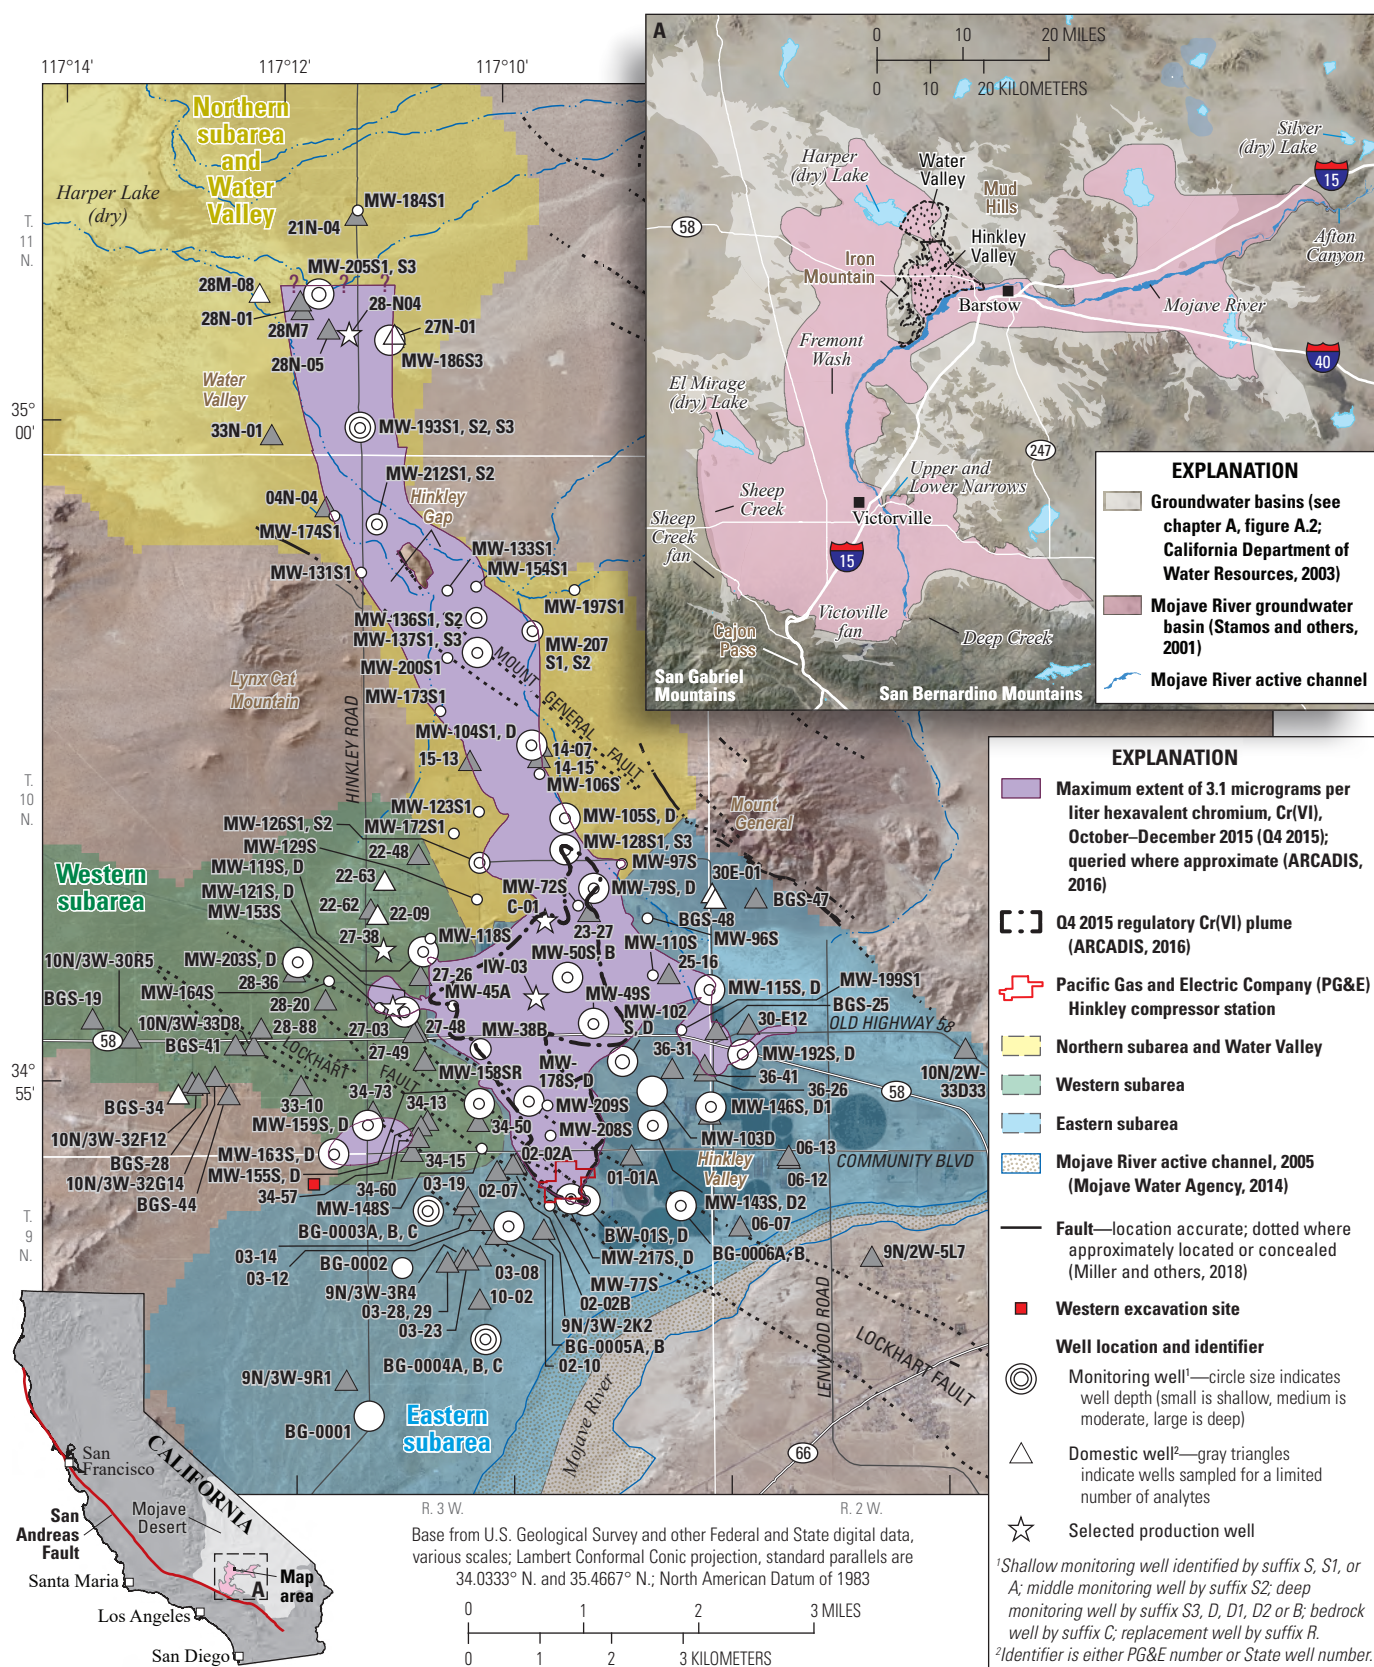 117°14'
117°12'
117°10'
Northern
subarea
and
Water
Valley
Harper Lake
(dry)
T.
11
N.
MW-184S1
21N-04
MW-205S1, S3
? ? ?
28M-08
28N-01
28-N04
28M7
27N-01
28N-05
MW-186S3
Water
Valley
35°
00'
33N-01
MW-193S1, S2, S3
MW-212S1, S2
Hinkley
Gap
04N-04
MW-174S1
MW-133S1
MW-154S1
MW-131S1
MW-197S1
MW-136S1, S2
MW-137S1, S3
MW-207
S1, S2
MW-200S1
MOUNT GENERAL FAULT
Lynx Cat
Mountain
MW-173S1
HINKLEY ROAD
MW-104S1, D
15-13
14-07
14-15
MW-106S
T.
10
N.
MW-123S1
MW-105S, D
Mount
General
MW-126S1, S2
MW-172S1
MW-128S1, S3
MW-129S
22-48
MW-97S
Western
subarea
MW-119S, D
22-63
MW-72S
MW-79S, D
30E-01
MW-121S, D
C-01
BGS-47
MW-153S
22-62
22-09
23-27
BGS-48
27-38
MW-118S
MW-96S
MW-110S
10N/3W-30R5
MW-203S, D
MW-50S, B
25-16
MW-199S1
28-36
27-26
IW-03
MW-115S, D
BGS-19
MW-164S
MW-45A
MW-49S
BGS-25
28-20
MW-102
S, D
30-E12
10N/3W-33D8
28-88
27-03
27-48
MW-38B
OLD HIGHWAY 58
58
BGS-41
LOCKHART FAULT
27-49
36-31
MW-192S, D
MW-158SR
MW-
178S, D
36-41
10N/2W-
33D33
34°
55'
36-26
58
BGS-34
33-10
34-73
34-13
MW-209S
MW-146S, D1
10N/3W-32F12
MW-159S, D
34-50
MW-208S
MW-103D
BGS-28
MW-163S, D
06-13
10N/3W-32G14
MW-155S, D
34-15
02-02A
Hinkley
Valley
COMMUNITY BLVD
BGS-44
34-57
34-60
03-19
02-07
01-01A
06-12
MW-148S
MW-143S, D2
T.
9
N.
BG-0003A, B, C
BW-01S, D
06-07
03-14
BG-0002
MW-217S, D
BG-0006A, B
9N/2W-5L7
03-12
03-08
MW-77S
9N/3W-3R4
10-02
02-02B
03-28, 29
9N/3W-2K2
03-23
BG-0005A, B
BG-0004A, B, C
02-10
LENWOOD ROAD
LOCKHART FAULT
9N/3W-9R1
Mojave River
BG-0001
Eastern
subarea
66
R. 3 W.
R. 2 W.
Base from U.S. Geological Survey and other Federal and State digital data,
various scales; Lambert Conformal Conic projection, standard parallels are
34.0333° N. and 35.4667° N.; North American Datum of 1983
0 1 2 3 MILES
0 1 2 3 KILOMETERS
CALIFORNIA
San
Francisco
San
Andreas
Fault
Mojave
Desert
A
Map
area
Santa Maria
Los Angeles
San Diego
A
0 10 20 MILES
0 10 20 KILOMETERS
Silver
(dry) Lake
Harper
(dry) Lake
Water
Valley
Mud
Hills
15
58
Hinkley
Valley
Afton
Canyon
Iron
Mountain
Barstow
Mojave River
Fremont
Wash
40
El Mirage
(dry) Lake
247
Upper and
Lower Narrows
Sheep
Creek
Victorville
Sheep
Creek
fan
15
Victoville
fan
Deep Creek
Cajon
Pass
San Gabriel
Mountains
San Bernardino Mountains
EXPLANATION
Groundwater basins (see
chapter A, figure A.2;
California Department of
Water Resources, 2003)
Mojave River groundwater
basin (Stamos and others,
2001)
Mojave River active channel
EXPLANATION
Maximum extent of 3.1 micrograms per
liter hexavalent chromium, Cr(VI),
October–December 2015 (Q4 2015);
queried where approximate (ARCADIS,
2016)
Q4 2015 regulatory Cr(VI) plume
(ARCADIS, 2016)
Pacific Gas and Electric Company (PG&E)
Hinkley compressor station
Northern subarea and Water Valley
Western subarea
Eastern subarea
Mojave River active channel, 2005
(Mojave Water Agency, 2014)
Fault—location accurate; dotted where
approximately located or concealed
(Miller and others, 2018)
Western excavation site
Well location and identifier
Monitoring well¹—circle size indicates
well depth (small is shallow, medium is
moderate, large is deep)
Domestic well²—gray triangles
indicate wells sampled for a limited
number of analytes
Selected production well
¹Shallow monitoring well identified by suffix S, S1, or
A; middle monitoring well by suffix S2; deep
monitoring well by suffix S3, D, D1, D2 or B; bedrock
well by suffix C; replacement well by suffix R.
²Identifier is either PG&E number or State well number.